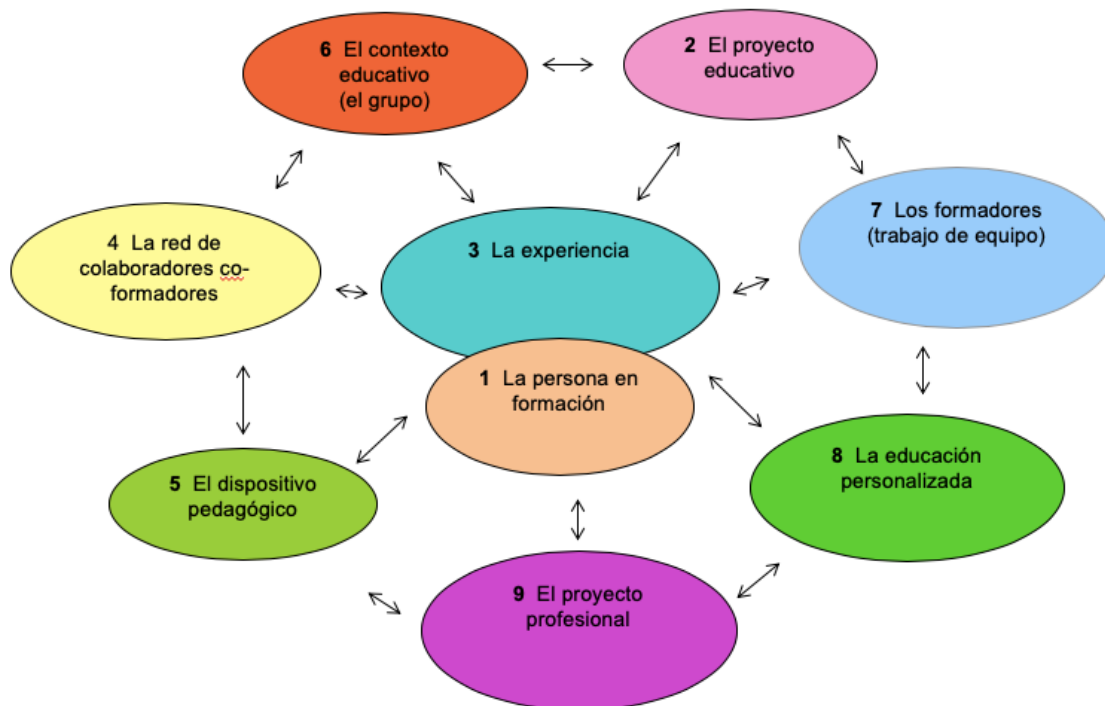 6 El contexto
educativo
(el grupo)
2 El proyecto
educativo
4 La red de
colaboradores co-
formadores
3 La experiencia
7 Los formadores
(trabajo de equipo)
1 La persona en
formación
5 El dispositivo
pedagógico
8 La educación
personalizada
9 El proyecto
profesional